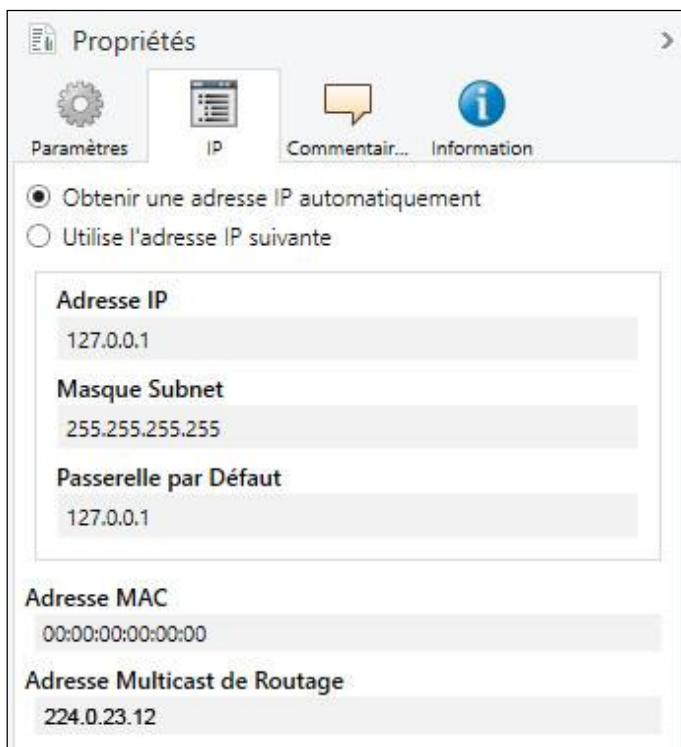 Propriétés
Paramètres IP Commentair... Information
Obtenir une adresse IP automatiquement
Utilise l'adresse IP suivante
Adresse IP
127.0.0.1
Masque Subnet
255.255.255.255
Passerelle par Défaut
127.0.0.1
Adresse MAC
00:00:00:00:00:00
Adresse Multicast de Routage
224.0.23.12